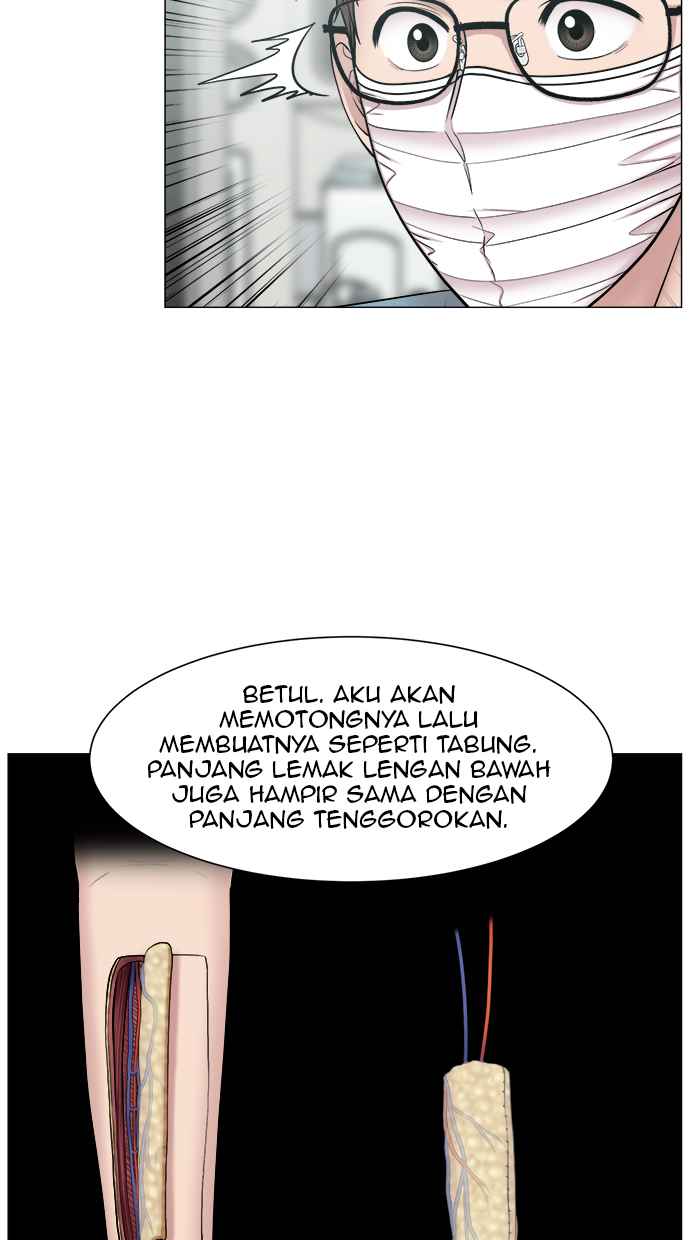 BETUL. AKU AKAN
MEMOTONGNYA LALU
MEMBUATNYA SEPERTI TABUNG.
PANJANG LEMAK LENGAN BAWAH
JUGA HAMPIR SAMA DENGAN
PANJANG TENGGOROKAN.